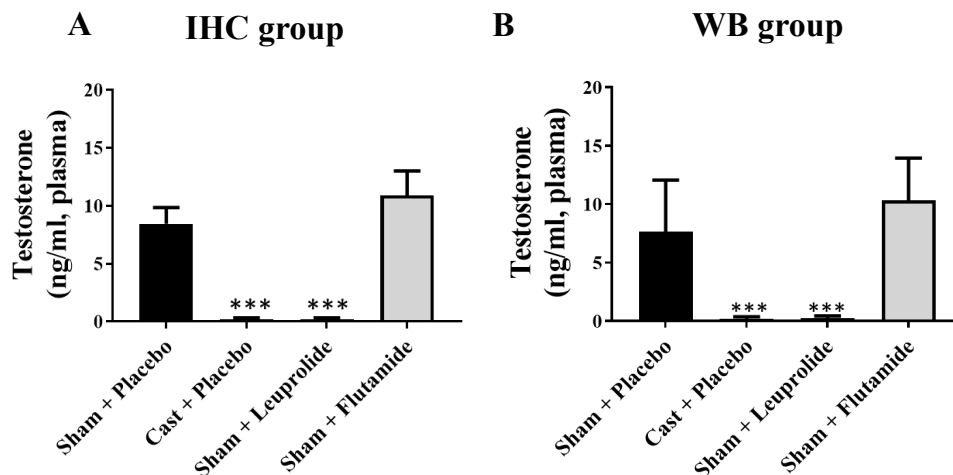 A
IHC group
Testosterone
(ng/ml, plasma)
20
15
10
5
0
***
***
Sham + Placebo
Cast + Placebo
Sham + Leuprolide
Sham + Flutamide
B
WB group
Testosterone
(ng/ml, plasma)
20
15
10
5
0
***
***
Sham + Placebo
Cast + Placebo
Sham + Leuprolide
Sham + Flutamide